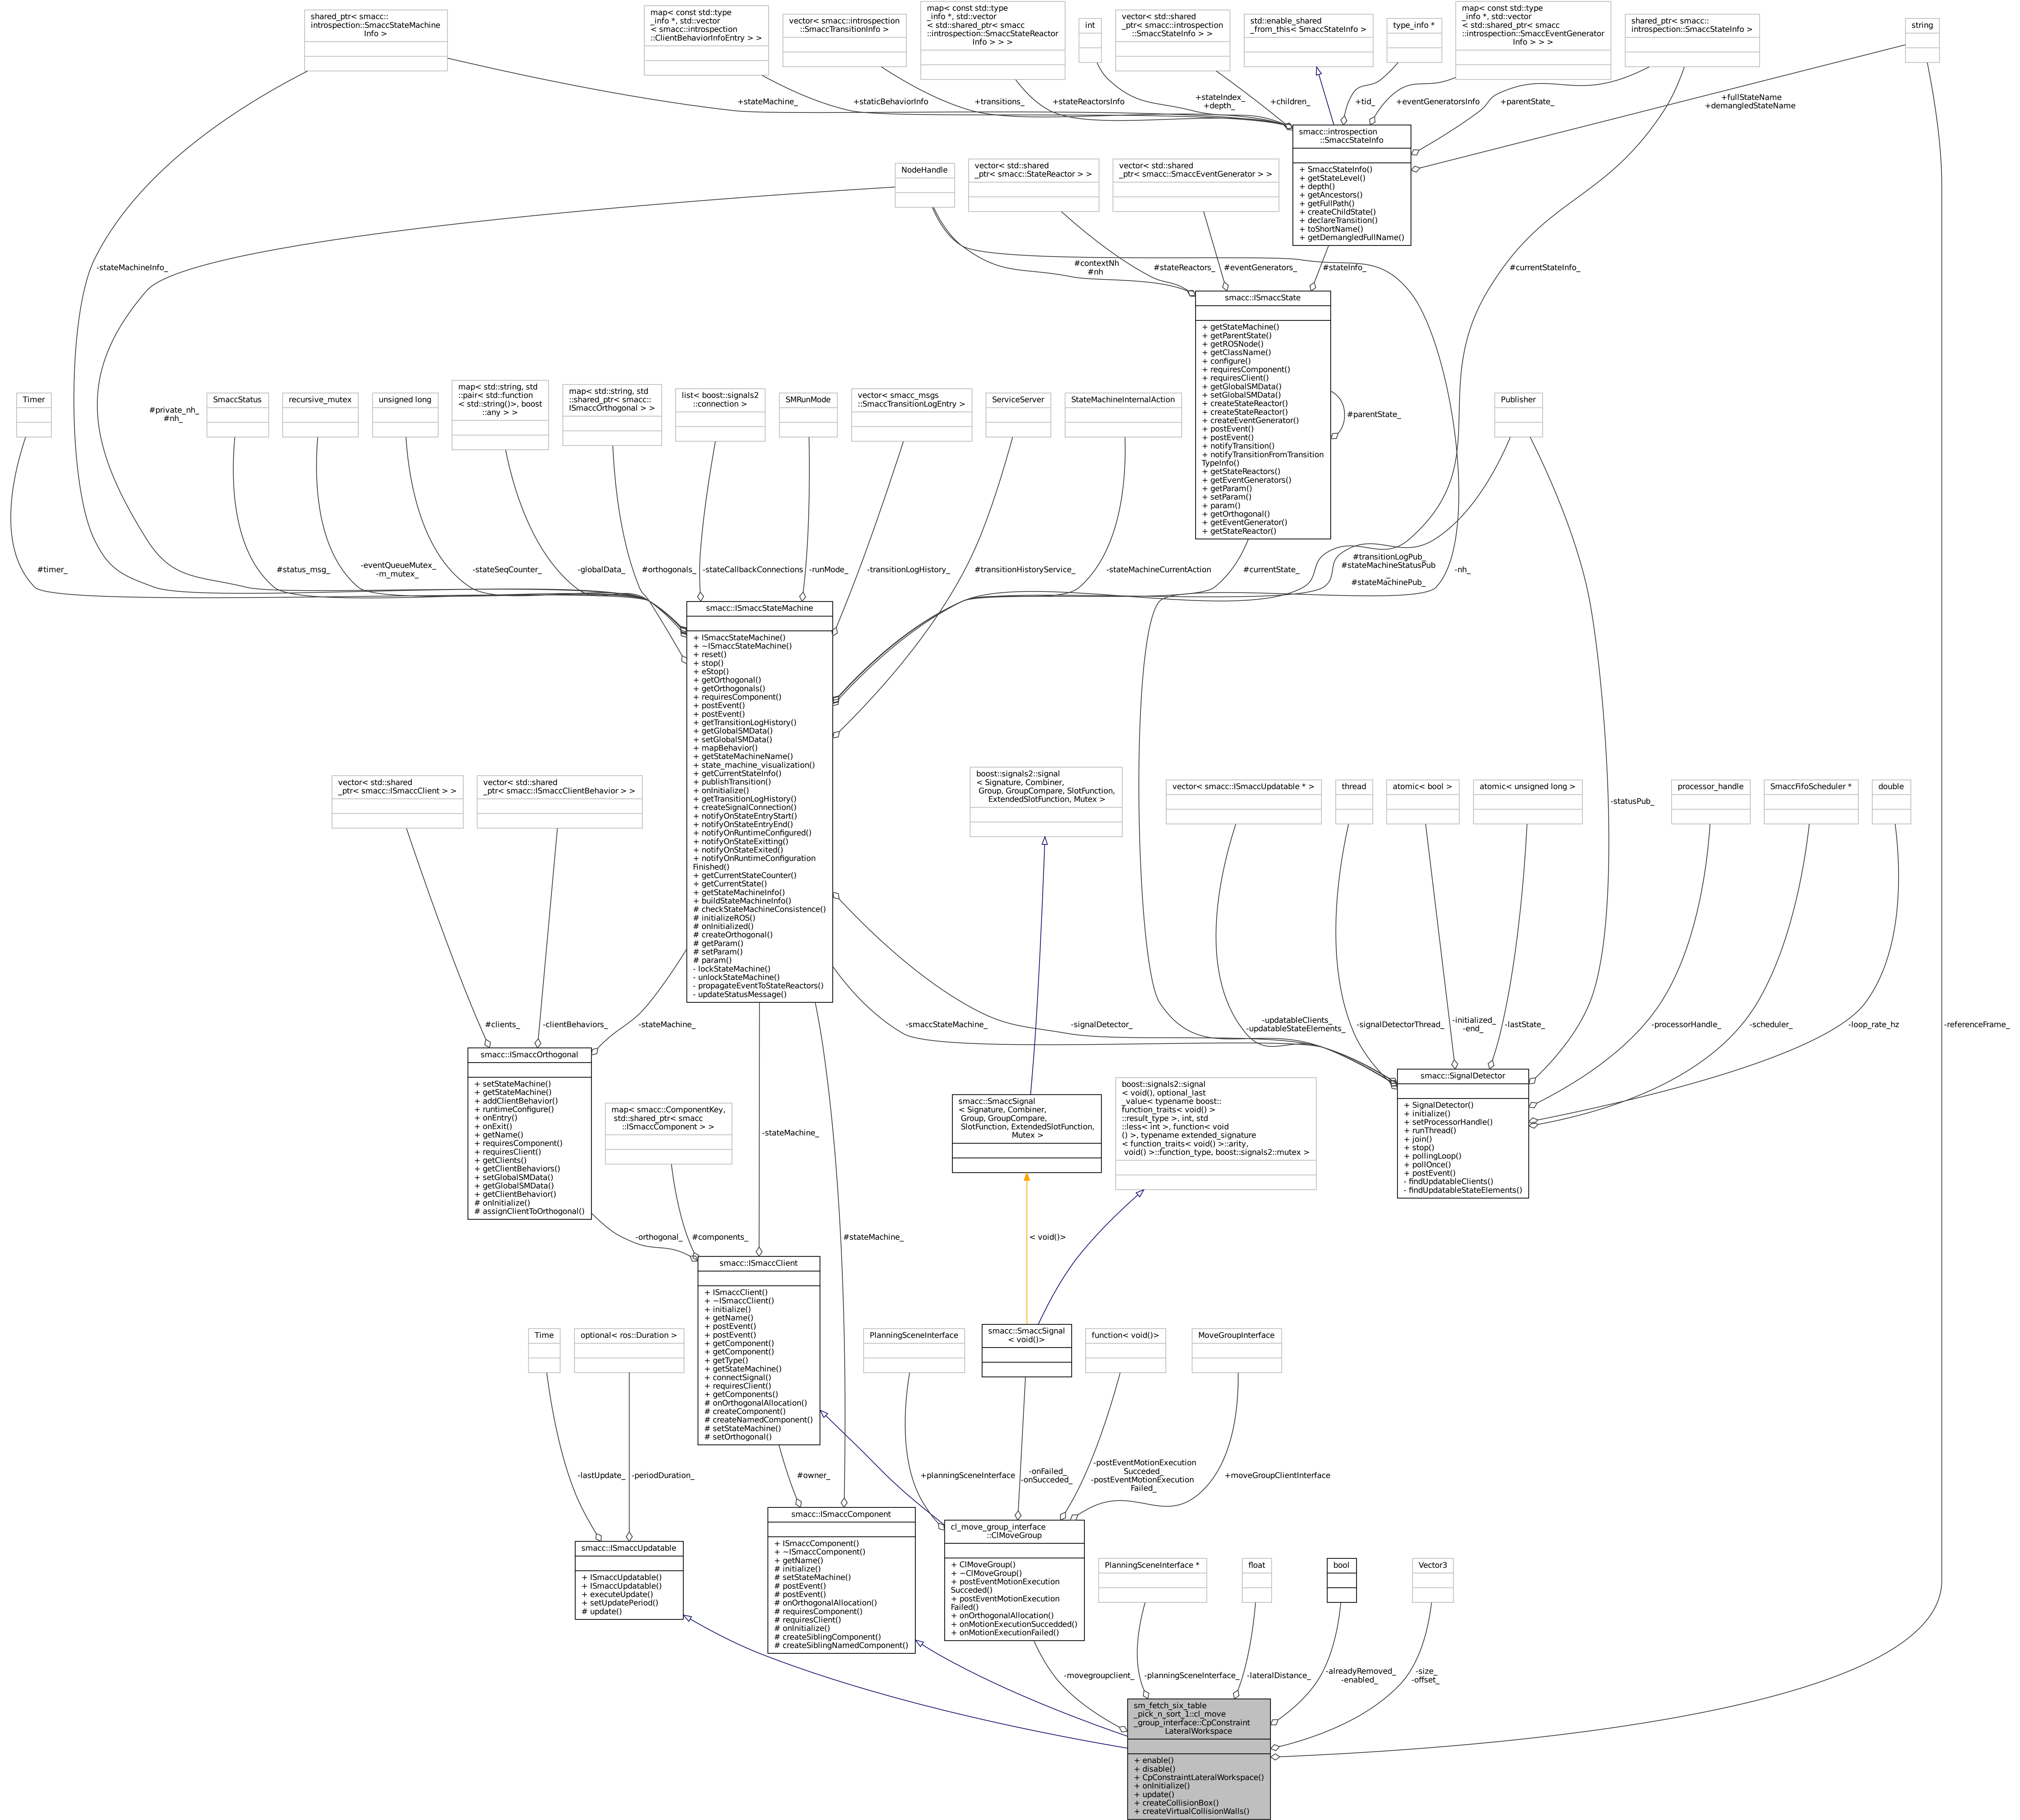 shared_ptr< smacc::
introspection::SmaccStateMachine
Info >
map< const std::type
_info *, std::vector
< smacc::introspection
::ClientBehaviorInfoEntry > >
vector< smacc::introspection
::SmaccTransitionInfo >
map< const std::type
_info *, std::vector
< std::shared_ptr< smacc
::introspection::SmaccStateReactor
Info > > >
int
vector< std::shared
_ptr< smacc::introspection
::SmaccStateInfo > >
std::enable_shared
_from_this< SmaccStateInfo >
type_info *
map< const std::type
_info *, std::vector
< std::shared_ptr< smacc
::introspection::SmaccEventGenerator
Info > > >
shared_ptr< smacc::
introspection::SmaccStateInfo >
string
+stateMachine_
+staticBehaviorInfo
+transitions_
+stateReactorsInfo
+stateIndex_
+depth_
+children_
+tid_
+eventGeneratorsInfo
+parentState_
+fullStateName
+demangledStateName
smacc::introspection
::SmaccStateInfo
+ SmaccStateInfo()
+ getStateLevel()
+ depth()
+ getAncestors()
+ getFullPath()
+ createChildState()
+ declareTransition()
+ toShortName()
+ getDemangledFullName()
NodeHandle
vector< std::shared
_ptr< smacc::StateReactor > >
vector< std::shared
_ptr< smacc::SmaccEventGenerator > >
-stateMachineInfo_
#contextNh
#nh
#stateReactors_
#eventGenerators_
#stateInfo_
#currentStateInfo_
smacc::ISmaccState
+ getStateMachine()
+ getParentState()
+ getROSNode()
+ getClassName()
+ configure()
+ requiresComponent()
+ requiresClient()
+ getGlobalSMData()
+ setGlobalSMData()
+ createStateReactor()
+ createStateReactor()
+ createEventGenerator()
+ postEvent()
+ postEvent()
+ notifyTransition()
+ notifyTransitionFromTransition
TypeInfo()
+ getStateReactors()
+ getEventGenerators()
+ getParam()
+ setParam()
+ param()
+ getOrthogonal()
+ getEventGenerator()
+ getStateReactor()
#parentState_
Timer
#private_nh_
#nh_
SmaccStatus
recursive_mutex
unsigned long
map< std::string, std
::pair< std::function
< std::string()>, boost
::any > >
map< std::string, std
::shared_ptr< smacc::
ISmaccOrthogonal > >
list< boost::signals2
::connection >
SMRunMode
vector< smacc_msgs
::SmaccTransitionLogEntry >
ServiceServer
StateMachineInternalAction
Publisher
#timer_
#status_msg_
-eventQueueMutex_
-m_mutex_
-stateSeqCounter_
-globalData_
#orthogonals_
-stateCallbackConnections
-runMode_
-transitionLogHistory_
#transitionHistoryService_
-stateMachineCurrentAction
#currentState_
#transitionLogPub_
#stateMachineStatusPub
_
#stateMachinePub_
-nh_
smacc::ISmaccStateMachine
+ ISmaccStateMachine()
+ ~ISmaccStateMachine()
+ reset()
+ stop()
+ eStop()
+ getOrthogonal()
+ getOrthogonals()
+ requiresComponent()
+ postEvent()
+ postEvent()
+ getTransitionLogHistory()
+ getGlobalSMData()
+ setGlobalSMData()
+ mapBehavior()
+ getStateMachineName()
+ state_machine_visualization()
+ getCurrentStateInfo()
+ publishTransition()
+ onInitialize()
+ getTransitionLogHistory()
+ createSignalConnection()
+ notifyOnStateEntryStart()
+ notifyOnStateEntryEnd()
+ notifyOnRuntimeConfigured()
+ notifyOnStateExitting()
+ notifyOnStateExited()
+ notifyOnRuntimeConfiguration
Finished()
+ getCurrentStateCounter()
+ getCurrentState()
+ getStateMachineInfo()
+ buildStateMachineInfo()
# checkStateMachineConsistence()
# initializeROS()
# onInitialized()
# createOrthogonal()
# getParam()
# setParam()
# param()
- lockStateMachine()
- unlockStateMachine()
- propagateEventToStateReactors()
- updateStatusMessage()
vector< std::shared
_ptr< smacc::ISmaccClient > >
vector< std::shared
_ptr< smacc::ISmaccClientBehavior > >
boost::signals2::signal
< Signature, Combiner,
Group, GroupCompare, SlotFunction,
ExtendedSlotFunction, Mutex >
vector< smacc::ISmaccUpdatable * >
thread
atomic< bool >
atomic< unsigned long >
-statusPub_
processor_handle
SmaccFifoScheduler *
double
#clients_
-clientBehaviors_
-stateMachine_
-smaccStateMachine_
-signalDetector_
-updatableClients_
-updatableStateElements_
-signalDetectorThread_
-initialized_
-end_
-lastState_
-processorHandle_
-scheduler_
-loop_rate_hz
-referenceFrame_
smacc::ISmaccOrthogonal
+ setStateMachine()
+ getStateMachine()
+ addClientBehavior()
+ runtimeConfigure()
+ onEntry()
+ onExit()
+ getName()
+ requiresComponent()
+ requiresClient()
+ getClients()
+ getClientBehaviors()
+ setGlobalSMData()
+ getGlobalSMData()
+ getClientBehavior()
# onInitialize()
# assignClientToOrthogonal()
map< smacc::ComponentKey,
std::shared_ptr< smacc
::ISmaccComponent > >
-stateMachine_
smacc::SmaccSignal
< Signature, Combiner,
Group, GroupCompare,
SlotFunction, ExtendedSlotFunction,
Mutex >
boost::signals2::signal
< void(), optional_last
_value< typename boost::
function_traits< void() >
::result_type >, int, std
::less< int >, function< void
() >, typename extended_signature
< function_traits< void() >::arity,
void() >::function_type, boost::signals2::mutex >
smacc::SignalDetector
+ SignalDetector()
+ initialize()
+ setProcessorHandle()
+ runThread()
+ join()
+ stop()
+ pollingLoop()
+ pollOnce()
+ postEvent()
- findUpdatableClients()
- findUpdatableStateElements()
-orthogonal_
#components_
#stateMachine_
< void()>
smacc::ISmaccClient
+ ISmaccClient()
+ ~ISmaccClient()
+ initialize()
+ getName()
+ postEvent()
+ postEvent()
+ getComponent()
+ getComponent()
+ getType()
+ getStateMachine()
+ connectSignal()
+ requiresClient()
+ getComponents()
# onOrthogonalAllocation()
# createComponent()
# createNamedComponent()
# setStateMachine()
# setOrthogonal()
Time
optional< ros::Duration >
PlanningSceneInterface
smacc::SmaccSignal
< void()>
function< void()>
MoveGroupInterface
-lastUpdate_
-periodDuration_
#owner_
+planningSceneInterface
-onFailed_
-onSucceded_
-postEventMotionExecution
Succeded_
-postEventMotionExecution
Failed_
+moveGroupClientInterface
smacc::ISmaccUpdatable
+ ISmaccUpdatable()
+ ISmaccUpdatable()
+ executeUpdate()
+ setUpdatePeriod()
# update()
smacc::ISmaccComponent
+ ISmaccComponent()
+ ~ISmaccComponent()
+ getName()
# initialize()
# setStateMachine()
# postEvent()
# postEvent()
# onOrthogonalAllocation()
# requiresComponent()
# requiresClient()
# onInitialize()
# createSiblingComponent()
# createSiblingNamedComponent()
cl_move_group_interface
::ClMoveGroup
+ ClMoveGroup()
+ ~ClMoveGroup()
+ postEventMotionExecution
Succeded()
+ postEventMotionExecution
Failed()
+ onOrthogonalAllocation()
+ onMotionExecutionSuccedded()
+ onMotionExecutionFailed()
PlanningSceneInterface *
float
bool
Vector3
-movegroupclient_
-planningSceneInterface_
-lateralDistance_
-alreadyRemoved_
-enabled_
-size_
-offset_
sm_fetch_six_table
_pick_n_sort_1::cl_move
_group_interface::CpConstraint
LateralWorkspace
+ enable()
+ disable()
+ CpConstraintLateralWorkspace()
+ onInitialize()
+ update()
+ createCollisionBox()
+ createVirtualCollisionWalls()